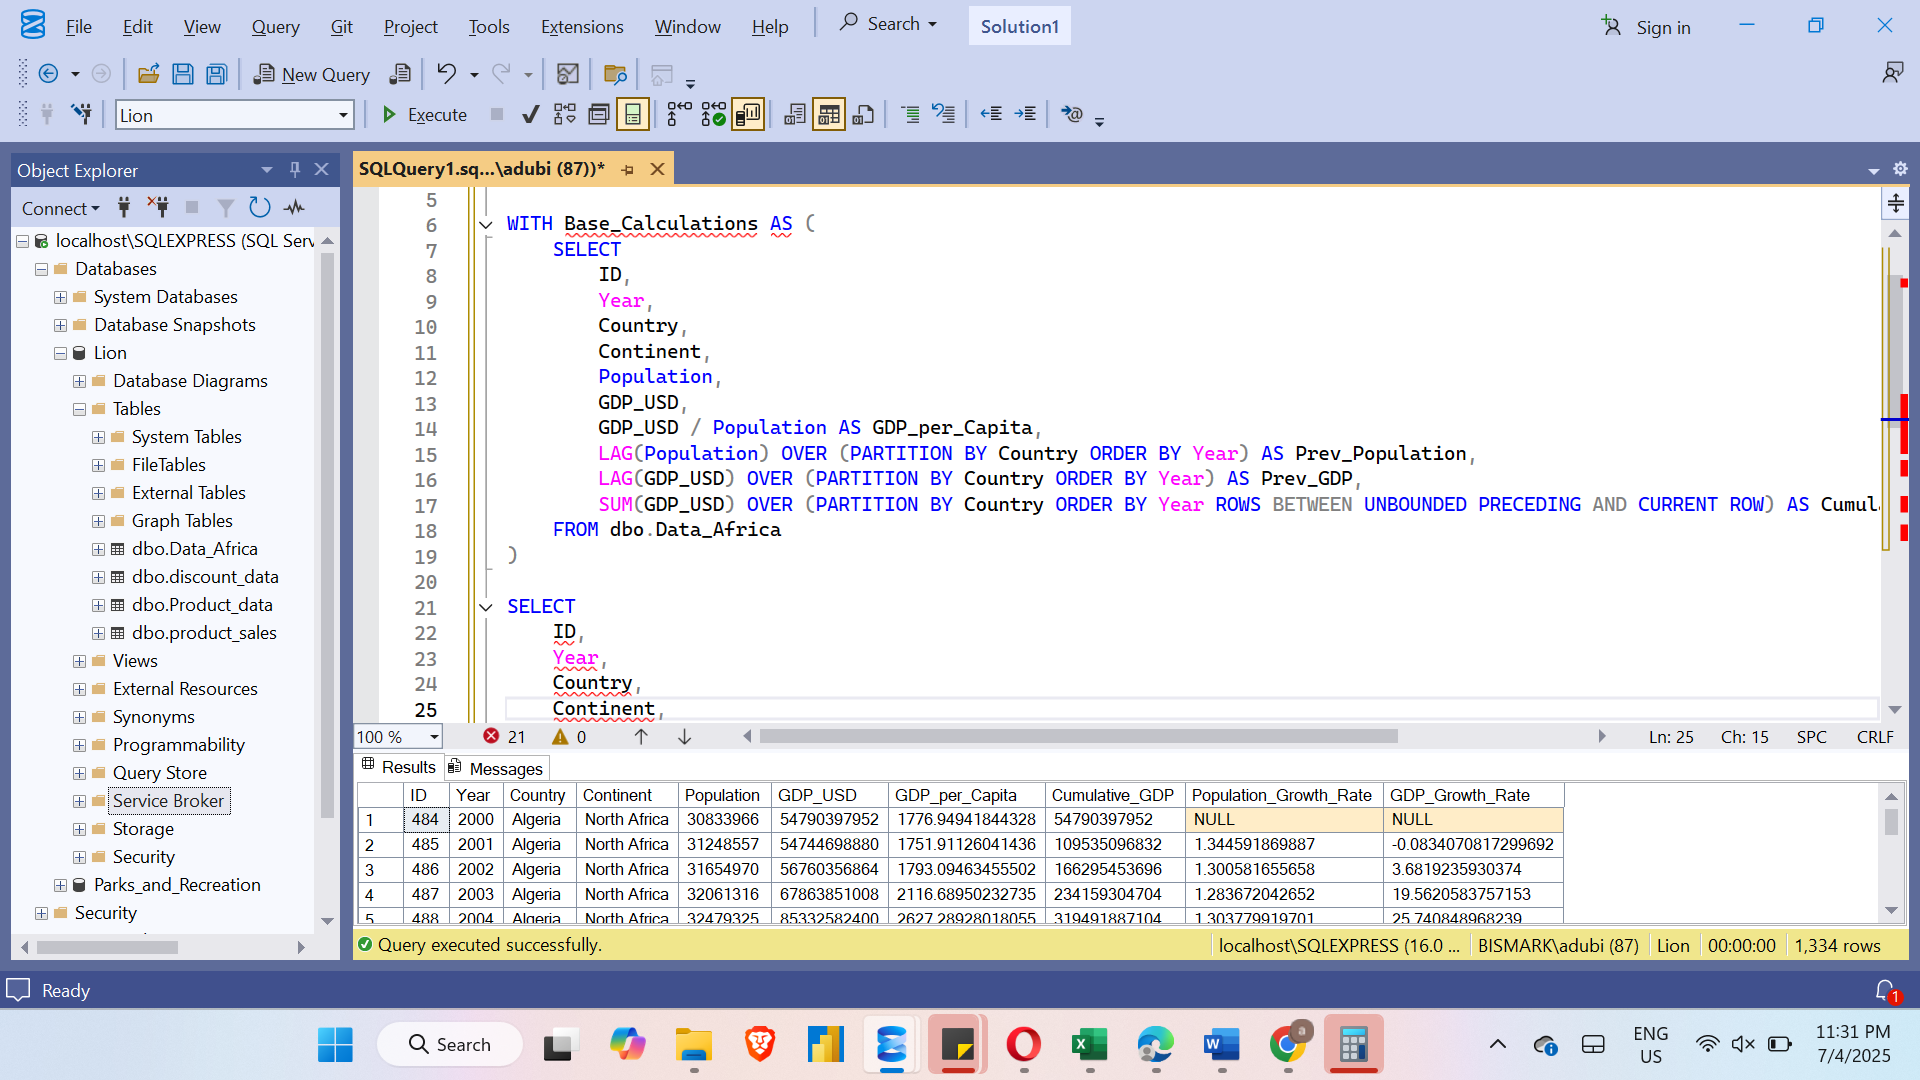 File Edit View Query Git Project Tools Extensions Window Help Search Solution1 Sign in
New Query
Lion Execute
Object Explorer
Connect
localhost\SQLEXPRESS (SQL Serv
Databases
System Databases
Database Snapshots
Lion
Database Diagrams
Tables
System Tables
FileTables
External Tables
Graph Tables
dbo.Data_Africa
dbo.discount_data
dbo.Product_data
dbo.product_sales
Views
External Resources
Synonyms
Programmability
Query Store
Service Broker
Storage
Security
Parks_and_Recreation
Security
SQLQuery1.sq...\adubi (87))*
5
6 WITH Base_Calculations AS (
7 SELECT
8 ID,
9 Year,
10 Country,
11 Continent,
12 Population,
13 GDP_USD,
14 GDP_USD / Population AS GDP_per_Capita,
15 LAG(Population) OVER (PARTITION BY Country ORDER BY Year) AS Prev_Population,
16 LAG(GDP_USD) OVER (PARTITION BY Country ORDER BY Year) AS Prev_GDP,
17 SUM(GDP_USD) OVER (PARTITION BY Country ORDER BY Year ROWS BETWEEN UNBOUNDED PRECEDING AND CURRENT ROW) AS Cumul
18 FROM dbo.Data_Africa
19 )
20
21 SELECT
22 ID,
23 Year,
24 Country,
25 Continent,
100 % 21 0 Ln: 25 Ch: 15 SPC CRLF
Results Messages
ID Year Country Continent Population GDP_USD GDP_per_Capita Cumulative_GDP Population_Growth_Rate GDP_Growth_Rate
1 484 2000 Algeria North Africa 30833966 54790397952 1776.94941844328 54790397952 NULL NULL
2 485 2001 Algeria North Africa 31248557 54744698880 1751.91126041436 109535096832 1.344591869887 -0.0834070817299692
3 486 2002 Algeria North Africa 31654970 56760356864 1793.09463455502 166295453696 1.300581655658 3.6819235930374
4 487 2003 Algeria North Africa 32061316 67863851008 2116.68950232735 234159304704 1.283672042652 19.5620583757153
5 488 2004 Algeria North Africa 32479325 85332582400 2627.28928018055 319491887104 1.303779919701 25.740848968239
Query executed successfully. localhost\SQLEXPRESS (16.0 ... BISMARK\adubi (87) Lion 00:00:00 1,334 rows
Ready 1
Search
a
ENG
US
11:31 PM
7/4/2025